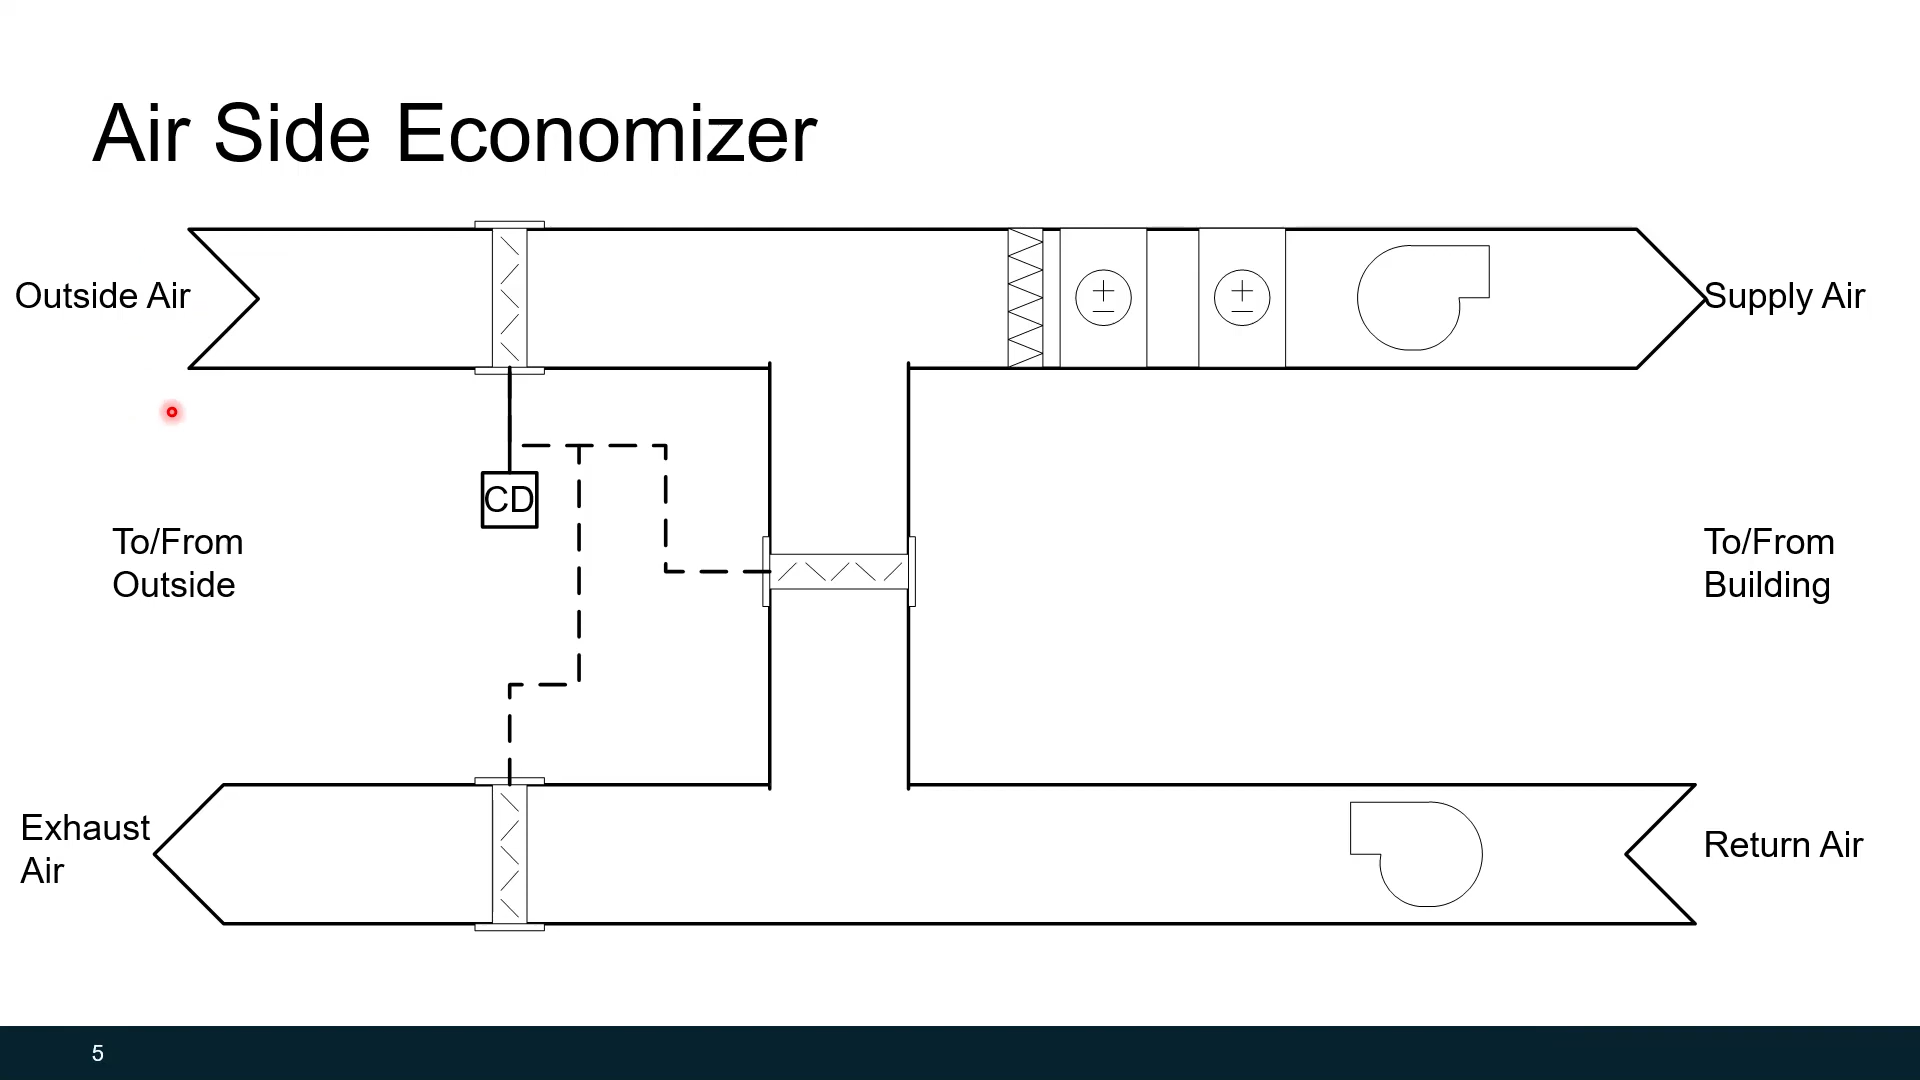 Air Side Economizer
Outside Air
Supply Air
CD
To/From
Outside
To/From
Building
Exhaust
Air
Return Air
5